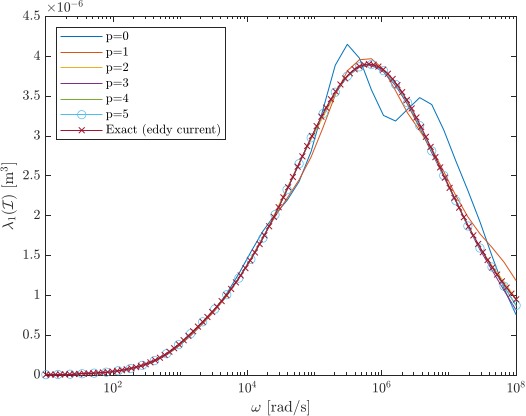 ×10⁻⁶
4.5
4
3.5
3
2.5
2
1.5
1
0.5
0
λ₁(ℐ) [m³]
p=0
p=1
p=2
p=3
p=4
p=5
Exact (eddy current)
10² 10⁴ 10⁶ 10⁸
ω [rad/s]